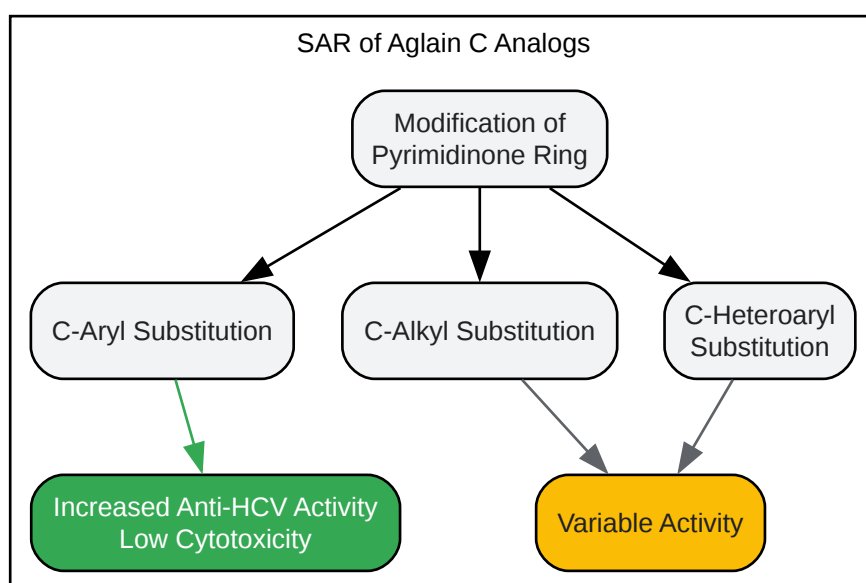 SAR of Aglain C Analogs
Modification of
Pyrimidinone Ring
C-Aryl Substitution
C-Alkyl Substitution
C-Heteroaryl
Substitution
Increased Anti-HCV Activity
Low Cytotoxicity
Variable Activity